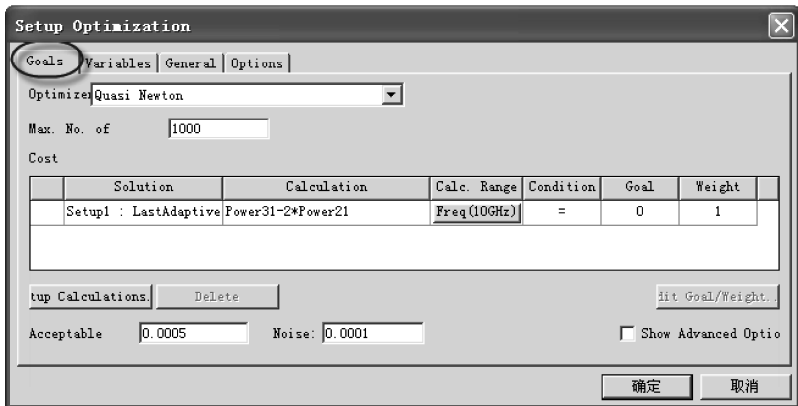 Setup Optimization
Goals Variables General Options
Optimizer Quasi Newton
Max. No. of 1000
Cost
Solution Calculation Calc. Range Condition Goal Weight
Setup1 : LastAdaptive Power31-2*Power21 Freq(10GHz) = 0 1
tup Calculations. Delete dit Goal/Weight..
Acceptable 0.0005 Noise: 0.0001 Show Advanced Optio
确定 取消